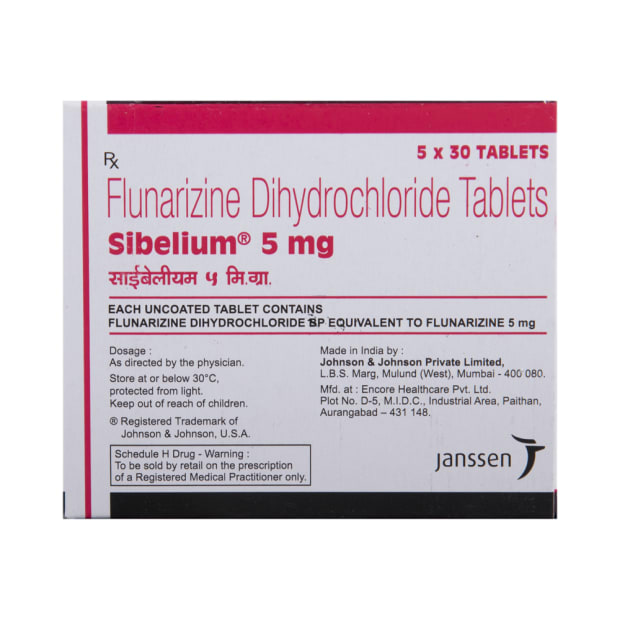 5 x 30 TABLETS
Rx
Flunarizine Dihydrochloride Tablets
Sibelium® 5 mg
साईबेलीयम ५ मि.ग्रा.
EACH UNCOATED TABLET CONTAINS
FLUNARIZINE DIHYDROCHLORIDE BP EQUIVALENT TO FLUNARIZINE 5 mg
Dosage :
As directed by the physician.
Store at or below 30°C,
protected from light.
Keep out of reach of children.
® Registered Trademark of
Johnson & Johnson, U.S.A.
Schedule H Drug - Warning :
To be sold by retail on the prescription
of a Registered Medical Practitioner only.
Made in India by :
Johnson & Johnson Private Limited,
L.B.S. Marg, Mulund (West), Mumbai - 400 080.
Mfd. at : Encore Healthcare Pvt. Ltd.
Plot No. D-5, M.I.D.C., Industrial Area, Paithan,
Aurangabad – 431 148.
janssen